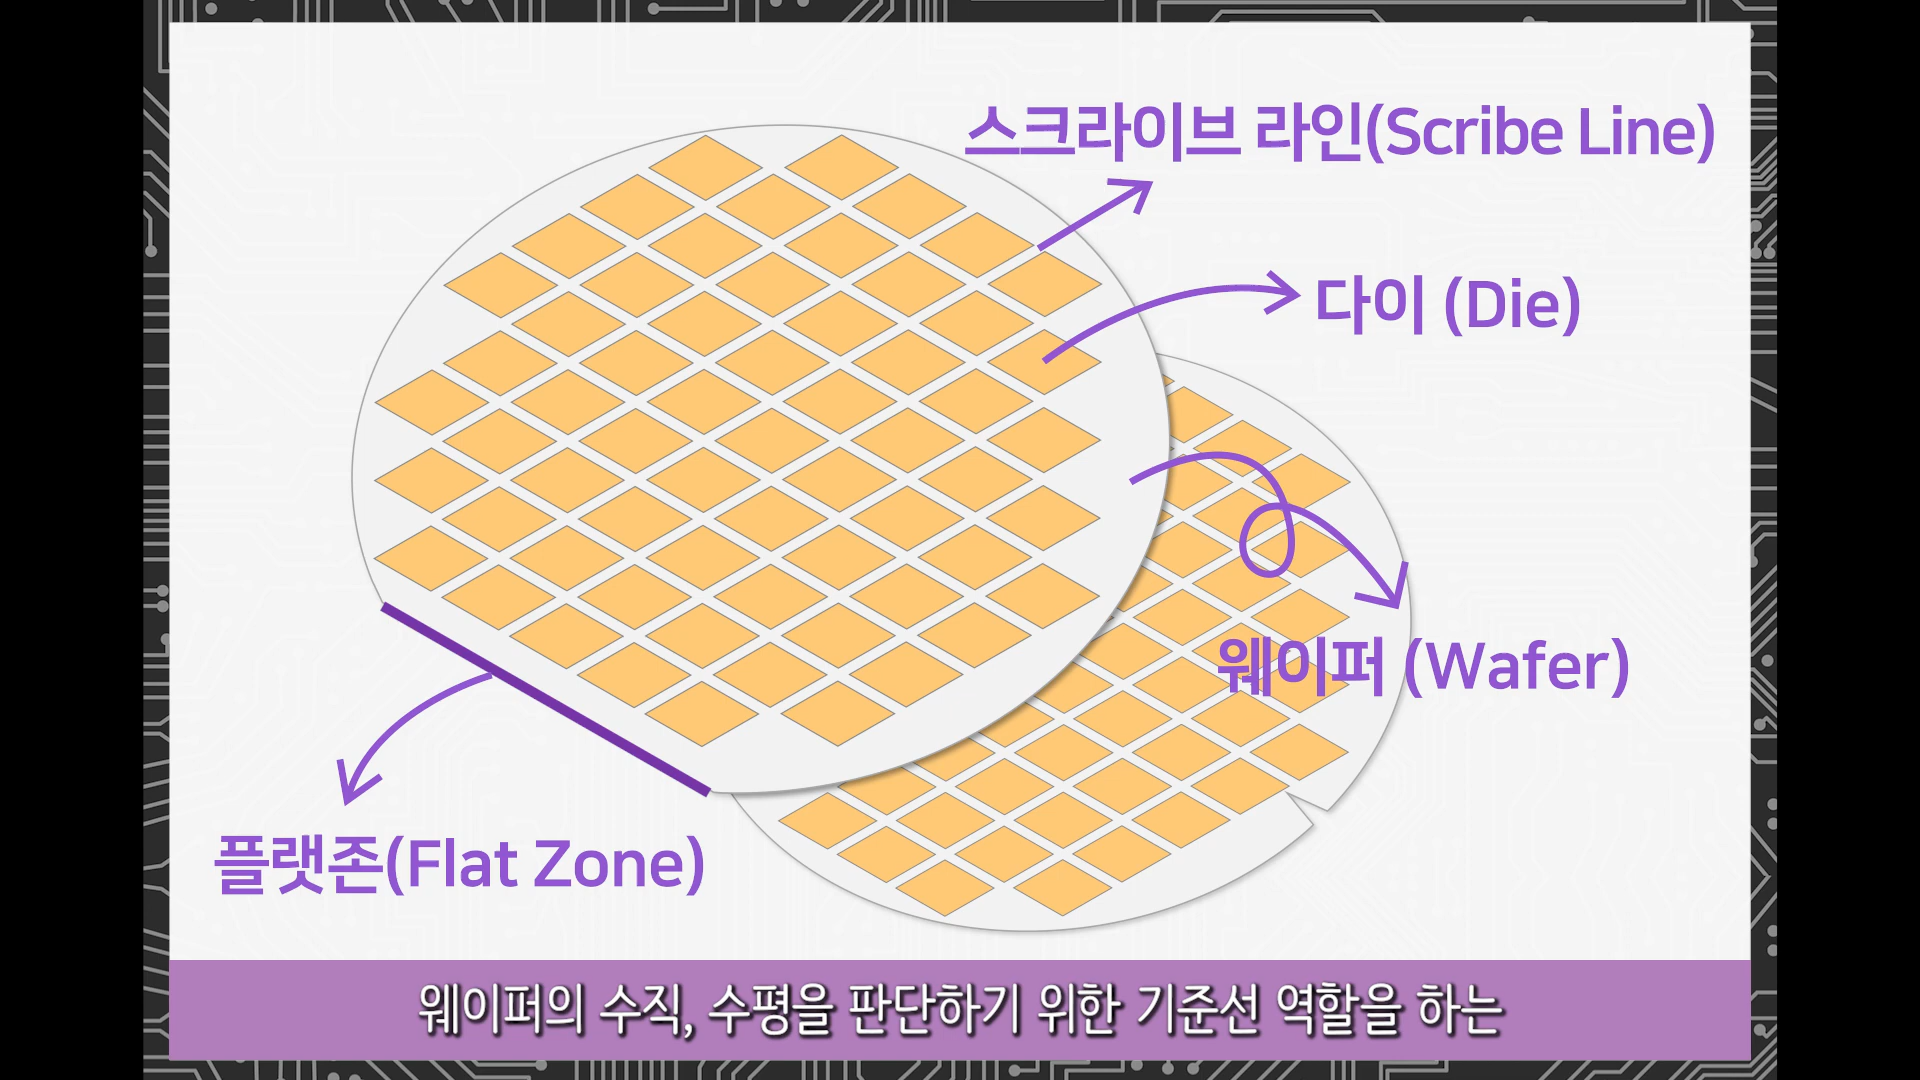 스크라이브 라인(Scribe Line)
다이 (Die)
웨이퍼 (Wafer)
플랫존(Flat Zone)
웨이퍼의 수직, 수평을 판단하기 위한 기준선 역할을 하는